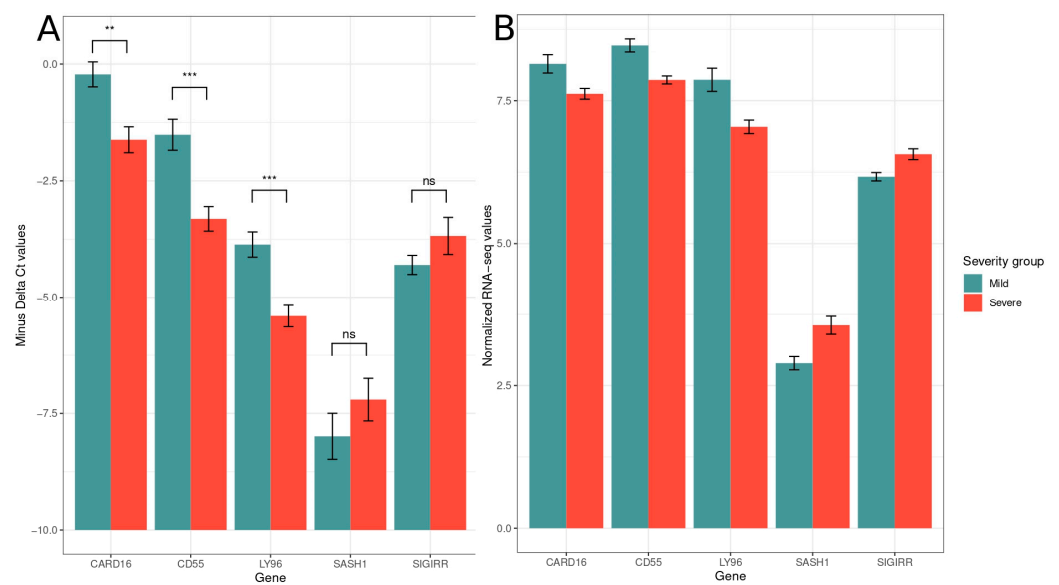 A
Minus Delta Ct values
0.0
−2.5
−5.0
−7.5
−10.0
**
***
***
ns
ns
CARD16 CD55 LY96 SASH1 SIGIRR
Gene
B
Normalized RNA−seq values
7.5
5.0
2.5
0.0
CARD16 CD55 LY96 SASH1 SIGIRR
Gene
Severity group
Mild
Severe